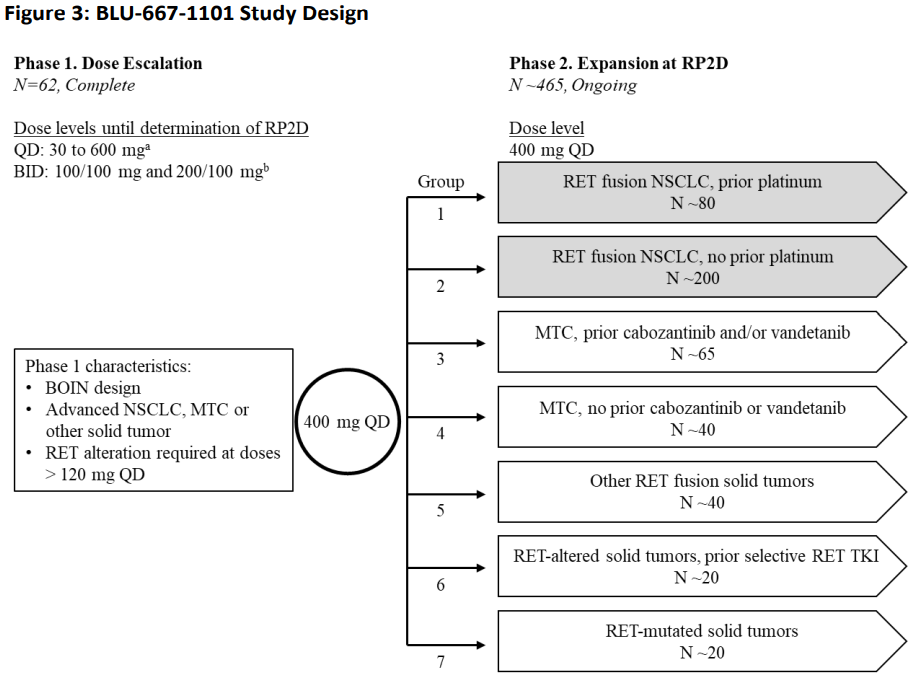 Figure 3: BLU-667-1101 Study Design
Phase 1. Dose Escalation
N=62, Complete
Dose levels until determination of RP2D
QD: 30 to 600 mgᵃ
BID: 100/100 mg and 200/100 mgᵇ
Phase 1 characteristics:
• BOIN design
• Advanced NSCLC, MTC or
other solid tumor
• RET alteration required at doses
> 120 mg QD
400 mg QD
Phase 2. Expansion at RP2D
N ~465, Ongoing
Dose level
400 mg QD
Group
1
RET fusion NSCLC, prior platinum
N ~80
2
RET fusion NSCLC, no prior platinum
N ~200
3
MTC, prior cabozantinib and/or vandetanib
N ~65
4
MTC, no prior cabozantinib or vandetanib
N ~40
5
Other RET fusion solid tumors
N ~40
6
RET-altered solid tumors, prior selective RET TKI
N ~20
7
RET-mutated solid tumors
N ~20